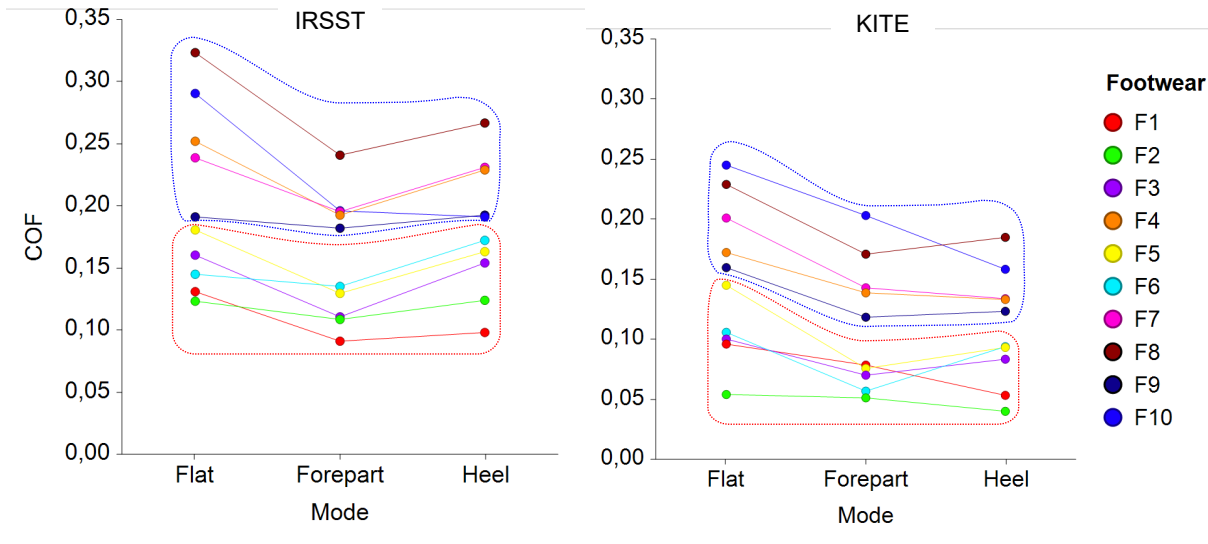 IRSST
0,35
0,30
0,25
0,20
0,15
0,10
0,05
0,00
COF
Flat Forepart Heel
Mode
KITE
0,35
0,30
0,25
0,20
0,15
0,10
0,05
0,00
Flat Forepart Heel
Mode
Footwear
F1
F2
F3
F4
F5
F6
F7
F8
F9
F10